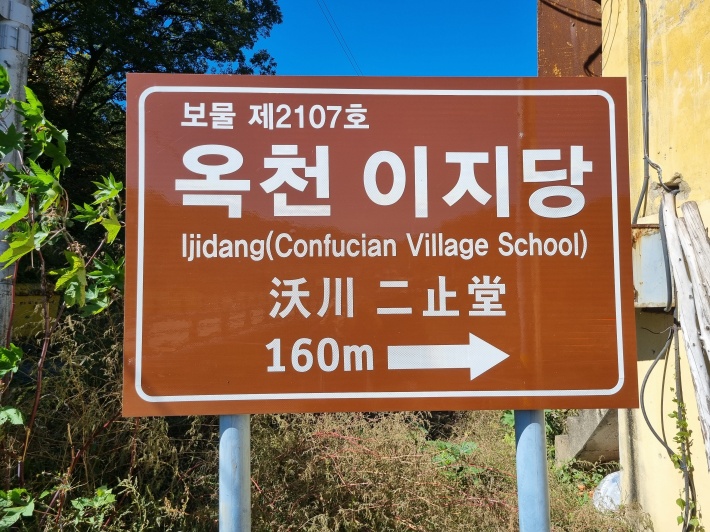 보물 제2107호
옥천 이지당
Ijidang(Confucian Village School)
沃川 二止堂
160m